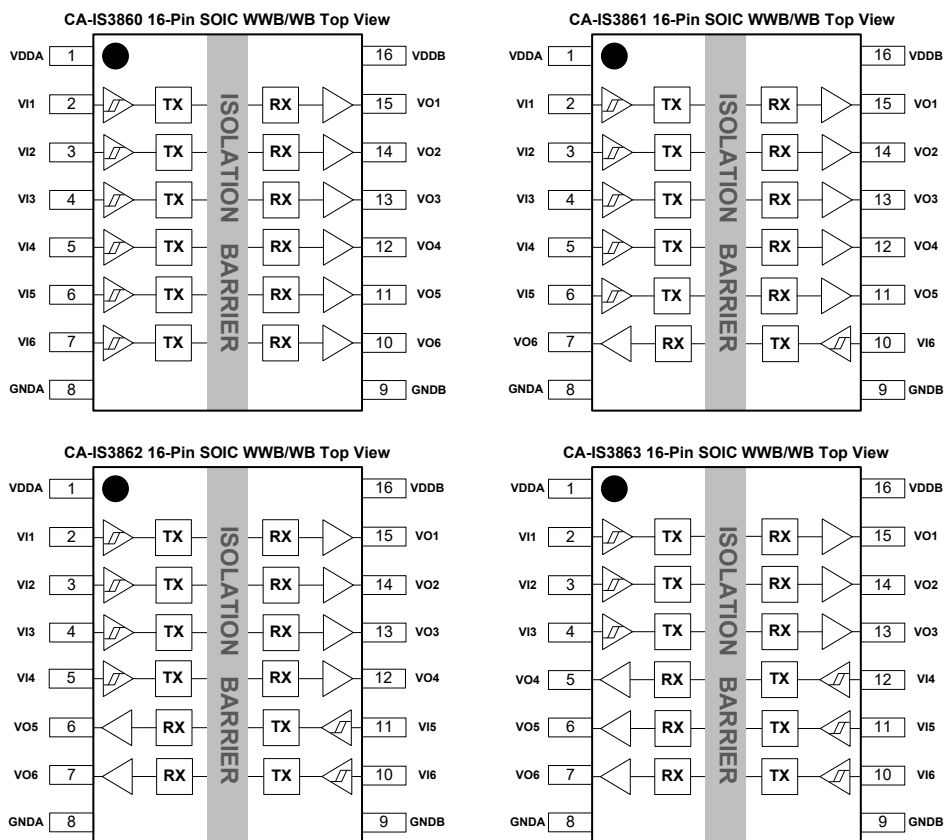 CA-IS3860 16-Pin SOIC WWB/WB Top View
VDDA 1 16 VDDB
VI1 2 TX RX 15 VO1
VI2 3 TX RX 14 VO2
VI3 4 TX RX 13 VO3
VI4 5 TX RX 12 VO4
VI5 6 TX RX 11 VO5
VI6 7 TX RX 10 VO6
GNDA 8 9 GNDB
ISOLATION BARRIER
CA-IS3861 16-Pin SOIC WWB/WB Top View
VDDA 1 16 VDDB
VI1 2 TX RX 15 VO1
VI2 3 TX RX 14 VO2
VI3 4 TX RX 13 VO3
VI4 5 TX RX 12 VO4
VI5 6 TX RX 11 VO5
VO6 7 RX TX 10 VI6
GNDA 8 9 GNDB
ISOLATION BARRIER
CA-IS3862 16-Pin SOIC WWB/WB Top View
VDDA 1 16 VDDB
VI1 2 TX RX 15 VO1
VI2 3 TX RX 14 VO2
VI3 4 TX RX 13 VO3
VI4 5 TX RX 12 VO4
VO5 6 RX TX 11 VI5
VO6 7 RX TX 10 VI6
GNDA 8 9 GNDB
ISOLATION BARRIER
CA-IS3863 16-Pin SOIC WWB/WB Top View
VDDA 1 16 VDDB
VI1 2 TX RX 15 VO1
VI2 3 TX RX 14 VO2
VI3 4 TX RX 13 VO3
VO4 5 RX TX 12 VI4
VO5 6 RX TX 11 VI5
VO6 7 RX TX 10 VI6
GNDA 8 9 GNDB
ISOLATION BARRIER